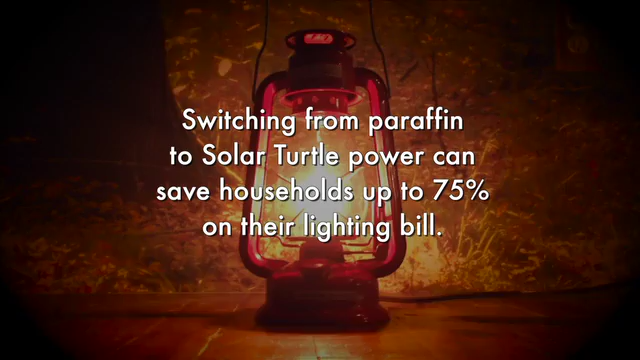 Switching from paraffin
to Solar Turtle power can
save households up to 75%
on their lighting bill.